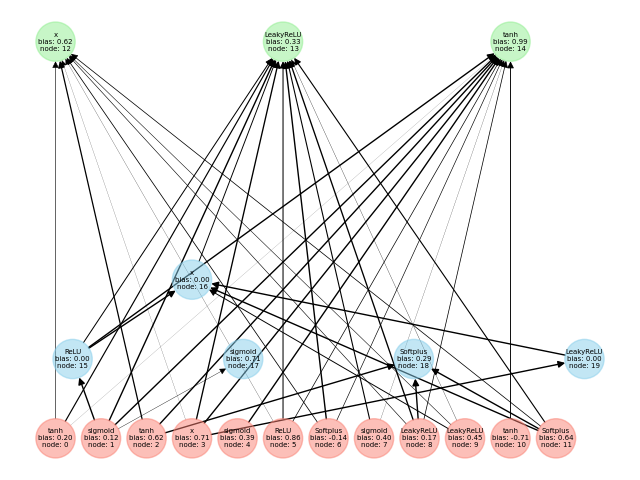 x
bias: 0.62
node: 12
LeakyReLU
bias: 0.33
node: 13
tanh
bias: 0.99
node: 14
x
bias: 0.00
node: 16
ReLU
bias: 0.00
node: 15
sigmoid
bias: 0.71
node: 17
Softplus
bias: 0.29
node: 18
LeakyReLU
bias: 0.00
node: 19
tanh
bias: 0.20
node: 0
sigmoid
bias: 0.12
node: 1
tanh
bias: 0.62
node: 2
x
bias: 0.71
node: 3
sigmoid
bias: 0.39
node: 4
ReLU
bias: 0.86
node: 5
Softplus
bias: -0.14
node: 6
sigmoid
bias: 0.40
node: 7
LeakyReLU
bias: 0.17
node: 8
LeakyReLU
bias: 0.45
node: 9
tanh
bias: -0.71
node: 10
Softplus
bias: 0.64
node: 11